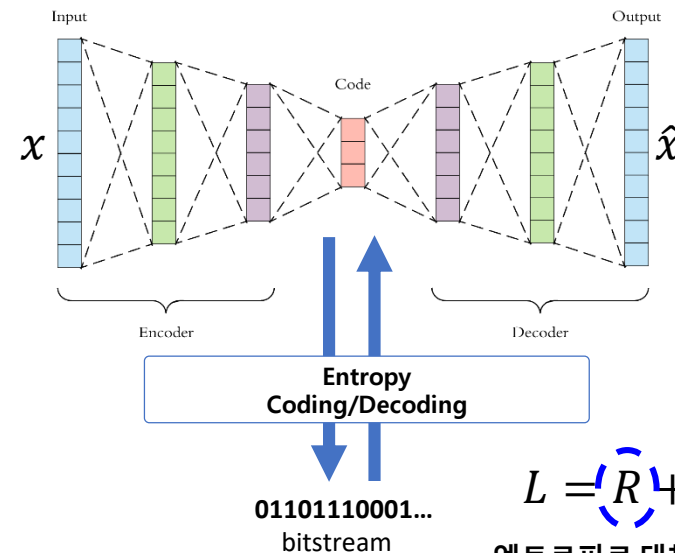 Input
Output
Code
x
x̂
Encoder
Decoder
Entropy
Coding/Decoding
01101110001...
bitstream
L = R +